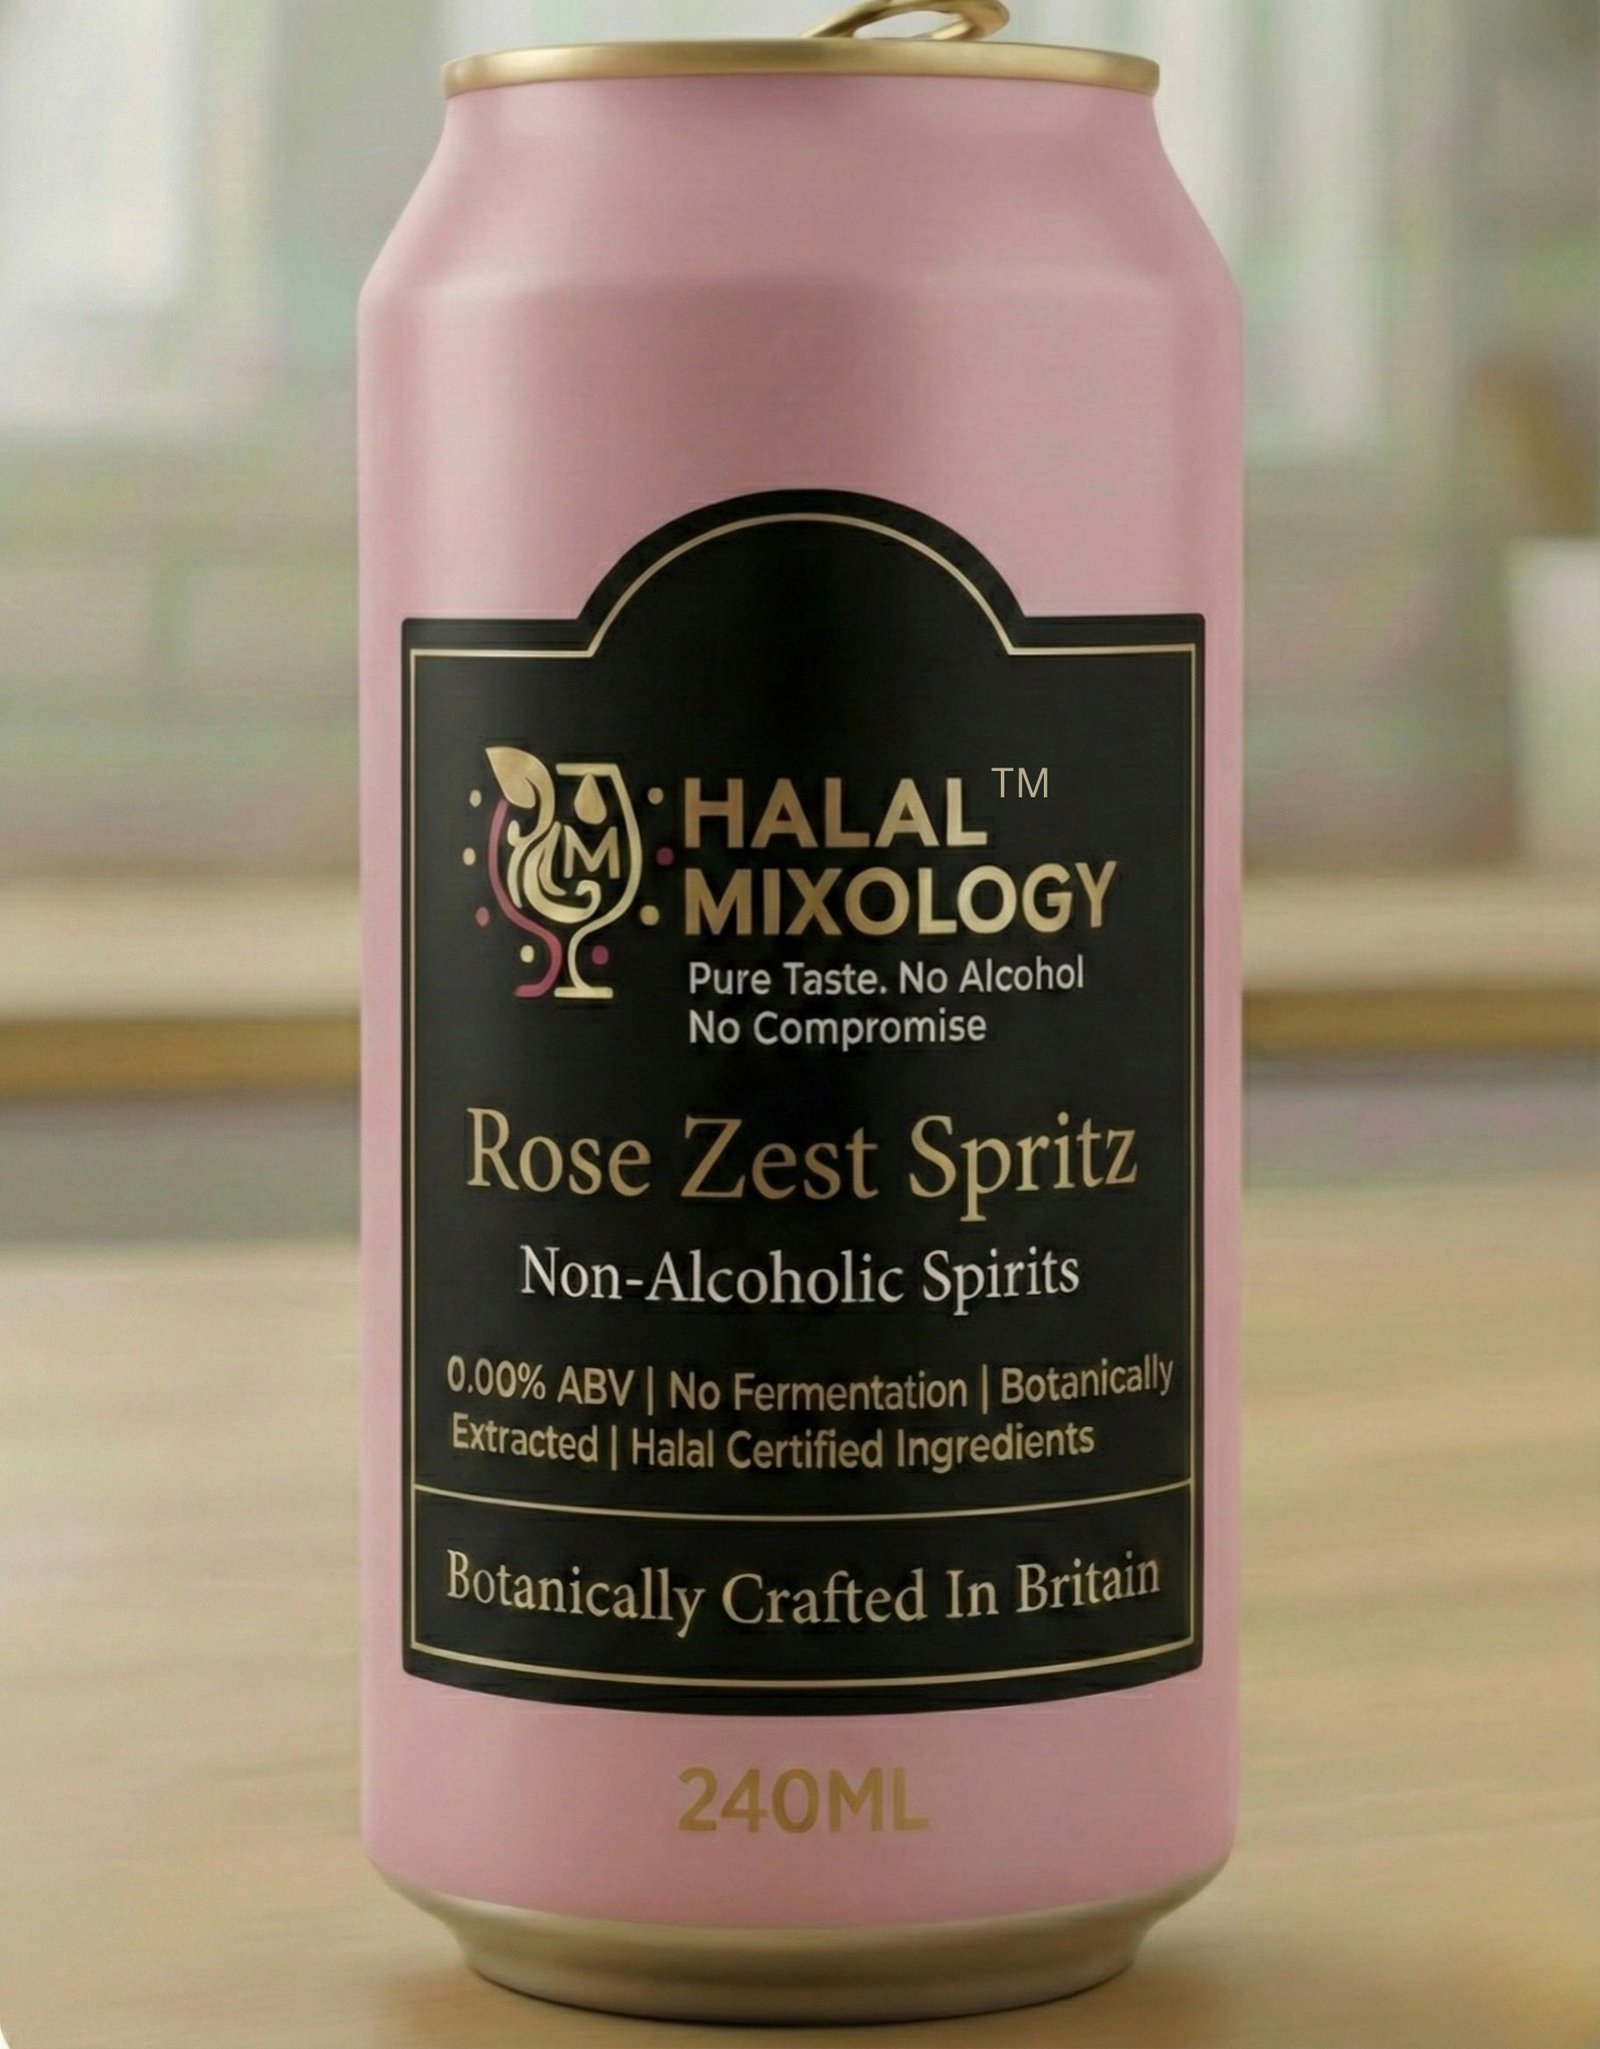 HALAL™
MIXOLOGY
Pure Taste. No Alcohol
No Compromise
Rose Zest Spritz
Non-Alcoholic Spirits
0.00% ABV | No Fermentation | Botanically
Extracted | Halal Certified Ingredients
Botanically Crafted In Britain
240ML